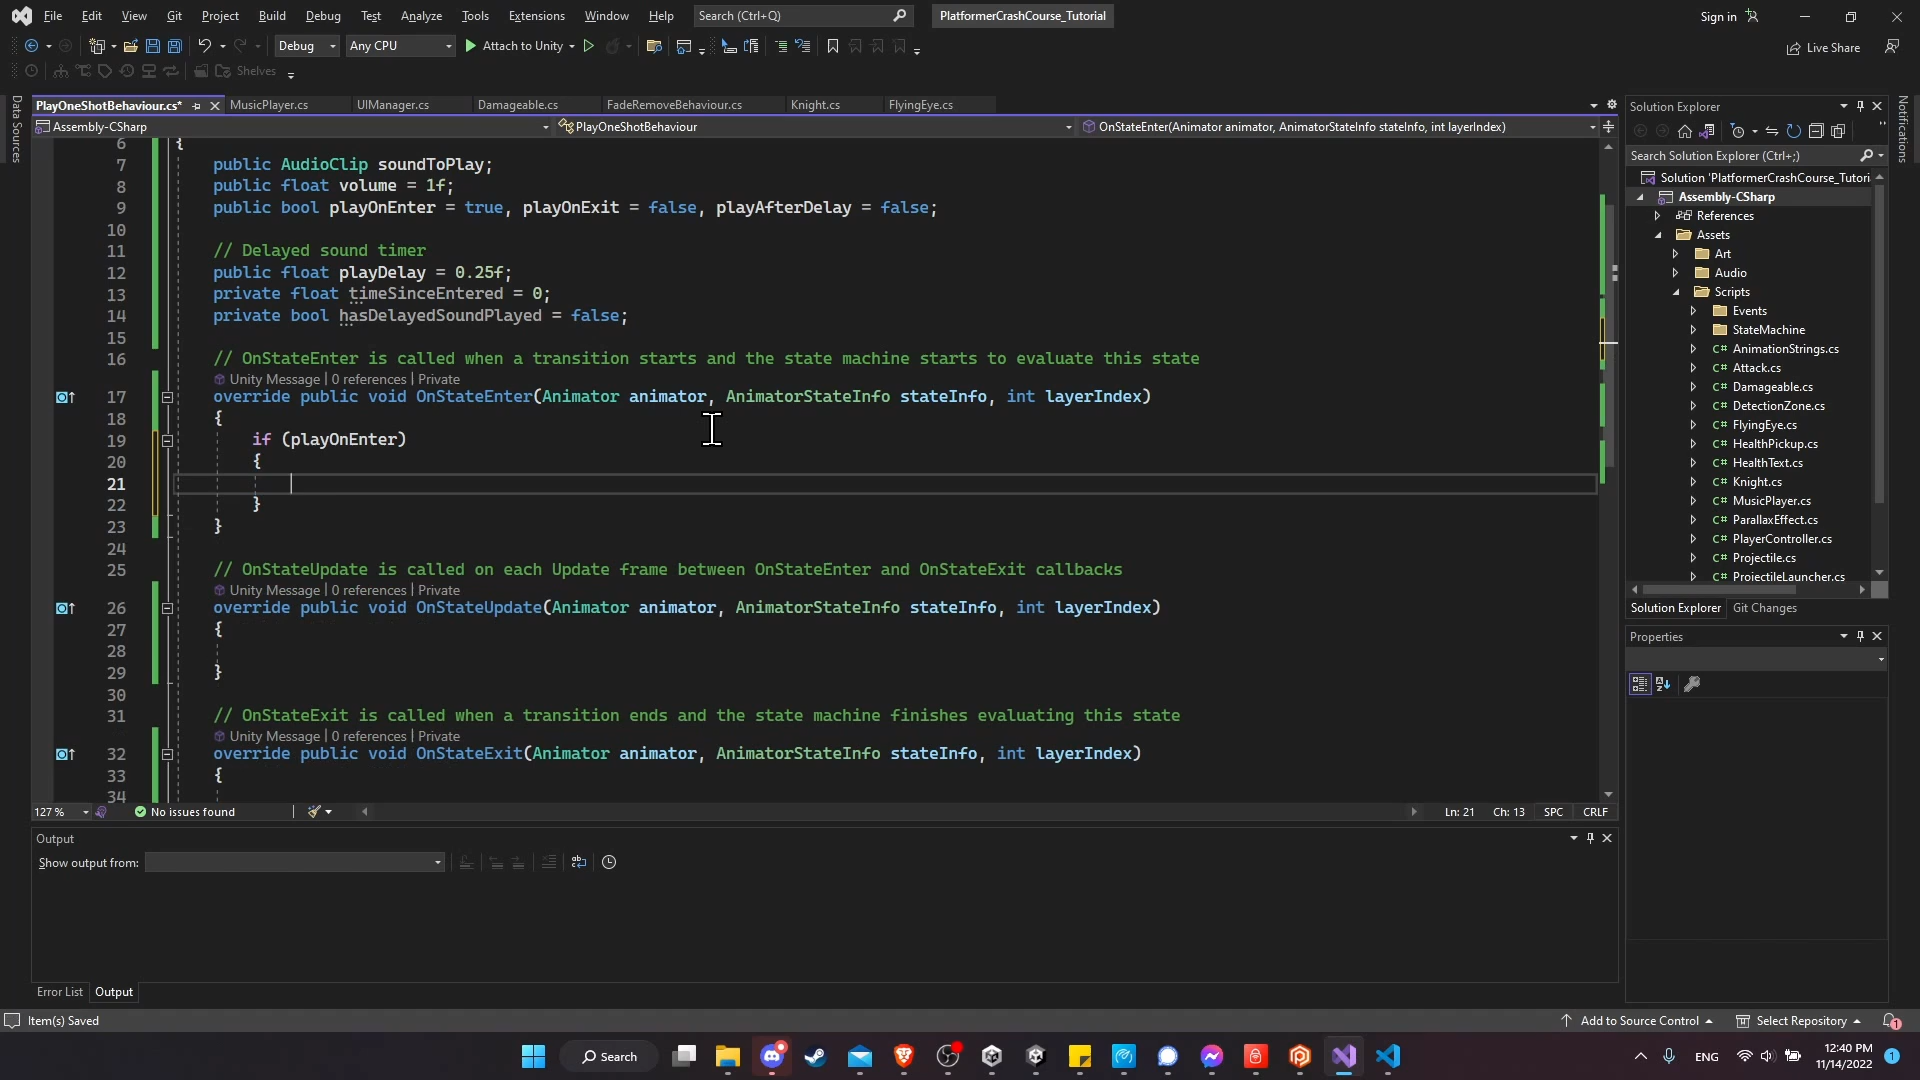 File Edit View Git Project Build Debug Test Analyze Tools Extensions Window Help Search (Ctrl+Q) PlatformerCrashCourse_Tutorial Sign in
Debug Any CPU Attach to Unity Live Share
Shelves
PlayOneShotBehaviour.cs* MusicPlayer.cs UIManager.cs Damageable.cs FadeRemoveBehaviour.cs Knight.cs FlyingEye.cs
Assembly-CSharp PlayOneShotBehaviour OnStateEnter(Animator animator, AnimatorStateInfo stateInfo, int layerIndex)
Data Sources
6 {
7 public AudioClip soundToPlay;
8 public float volume = 1f;
9 public bool playOnEnter = true, playOnExit = false, playAfterDelay = false;
10
11 // Delayed sound timer
12 public float playDelay = 0.25f;
13 private float timeSinceEntered = 0;
14 private bool hasDelayedSoundPlayed = false;
15
16 // OnStateEnter is called when a transition starts and the state machine starts to evaluate this state
Unity Message | 0 references | Private
17 override public void OnStateEnter(Animator animator, AnimatorStateInfo stateInfo, int layerIndex)
18 {
19 if (playOnEnter)
20 {
21
22 }
23 }
24
25 // OnStateUpdate is called on each Update frame between OnStateEnter and OnStateExit callbacks
Unity Message | 0 references | Private
26 override public void OnStateUpdate(Animator animator, AnimatorStateInfo stateInfo, int layerIndex)
27 {
28
29 }
30
31 // OnStateExit is called when a transition ends and the state machine finishes evaluating this state
Unity Message | 0 references | Private
32 override public void OnStateExit(Animator animator, AnimatorStateInfo stateInfo, int layerIndex)
33 {
34
127 % No issues found Ln: 21 Ch: 13 SPC CRLF
Output
Show output from:
Error List Output
Solution Explorer
Search Solution Explorer (Ctrl+;)
Solution 'PlatformerCrashCourse_Tutori
Assembly-CSharp
References
Assets
Art
Audio
Scripts
Events
StateMachine
C# AnimationStrings.cs
C# Attack.cs
C# Damageable.cs
C# DetectionZone.cs
C# FlyingEye.cs
C# HealthPickup.cs
C# HealthText.cs
C# Knight.cs
C# MusicPlayer.cs
C# ParallaxEffect.cs
C# PlayerController.cs
C# Projectile.cs
C# ProjectileLauncher.cs
Solution Explorer Git Changes
Properties
Notifications
Item(s) Saved Add to Source Control Select Repository 1
Search ENG 12:40 PM
11/14/2022 1